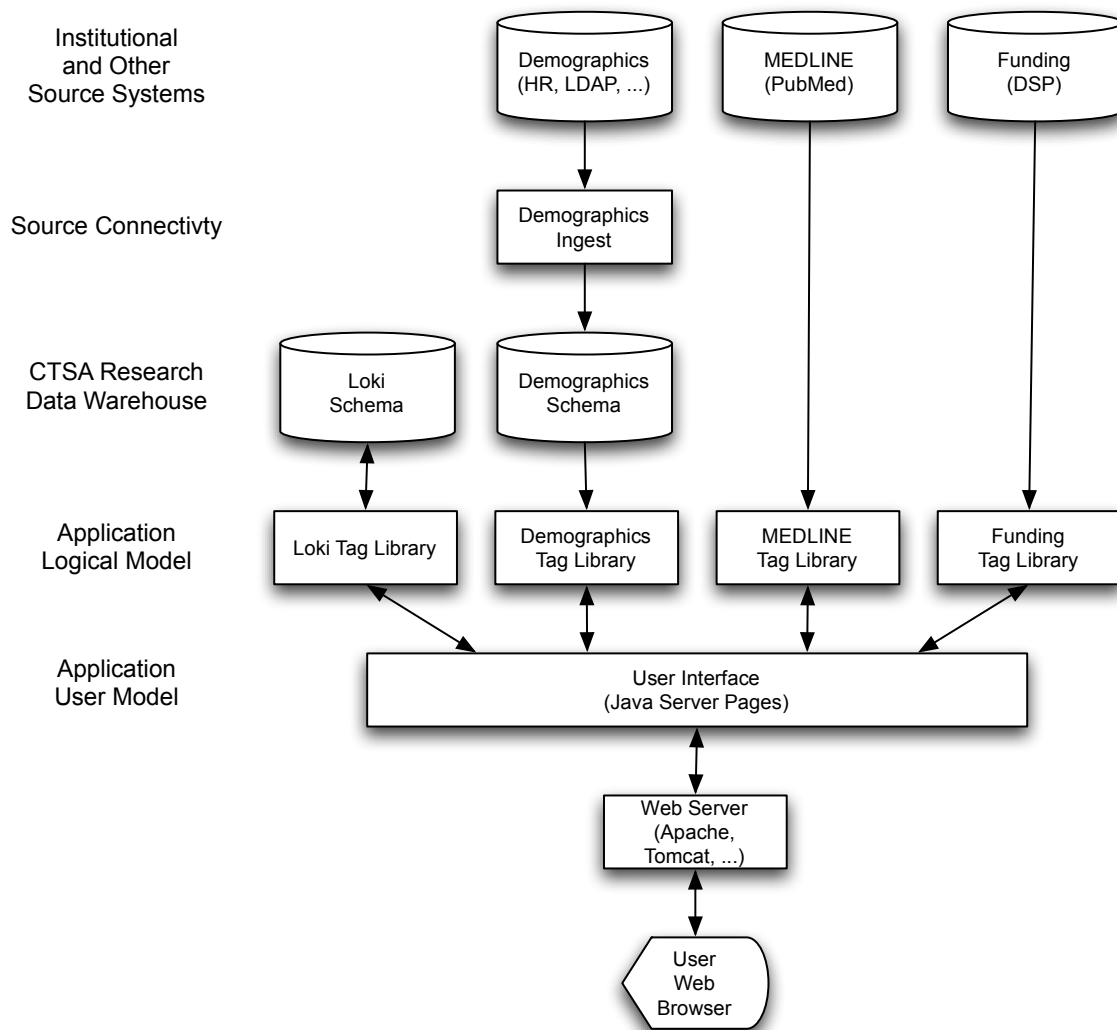 Institutional
and Other
Source Systems
Demographics
(HR, LDAP, ...)
MEDLINE
(PubMed)
Funding
(DSP)
Source Connectivty
Demographics
Ingest
CTSA Research
Data Warehouse
Loki
Schema
Demographics
Schema
Application
Logical Model
Loki Tag Library
Demographics
Tag Library
MEDLINE
Tag Library
Funding
Tag Library
Application
User Model
User Interface
(Java Server Pages)
Web Server
(Apache,
Tomcat, ...)
User
Web
Browser